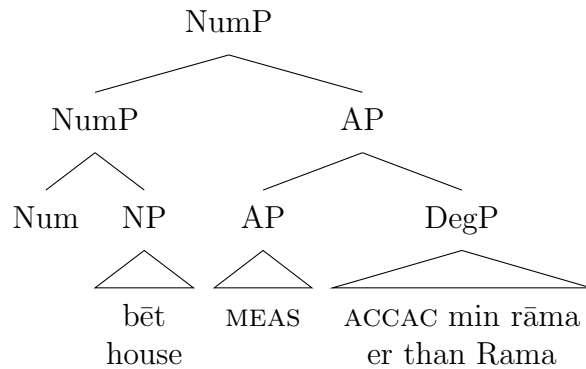 NumP
NumP AP
Num NP AP DegP
bēt MEAS ACCAC min rāma
house er than Rama